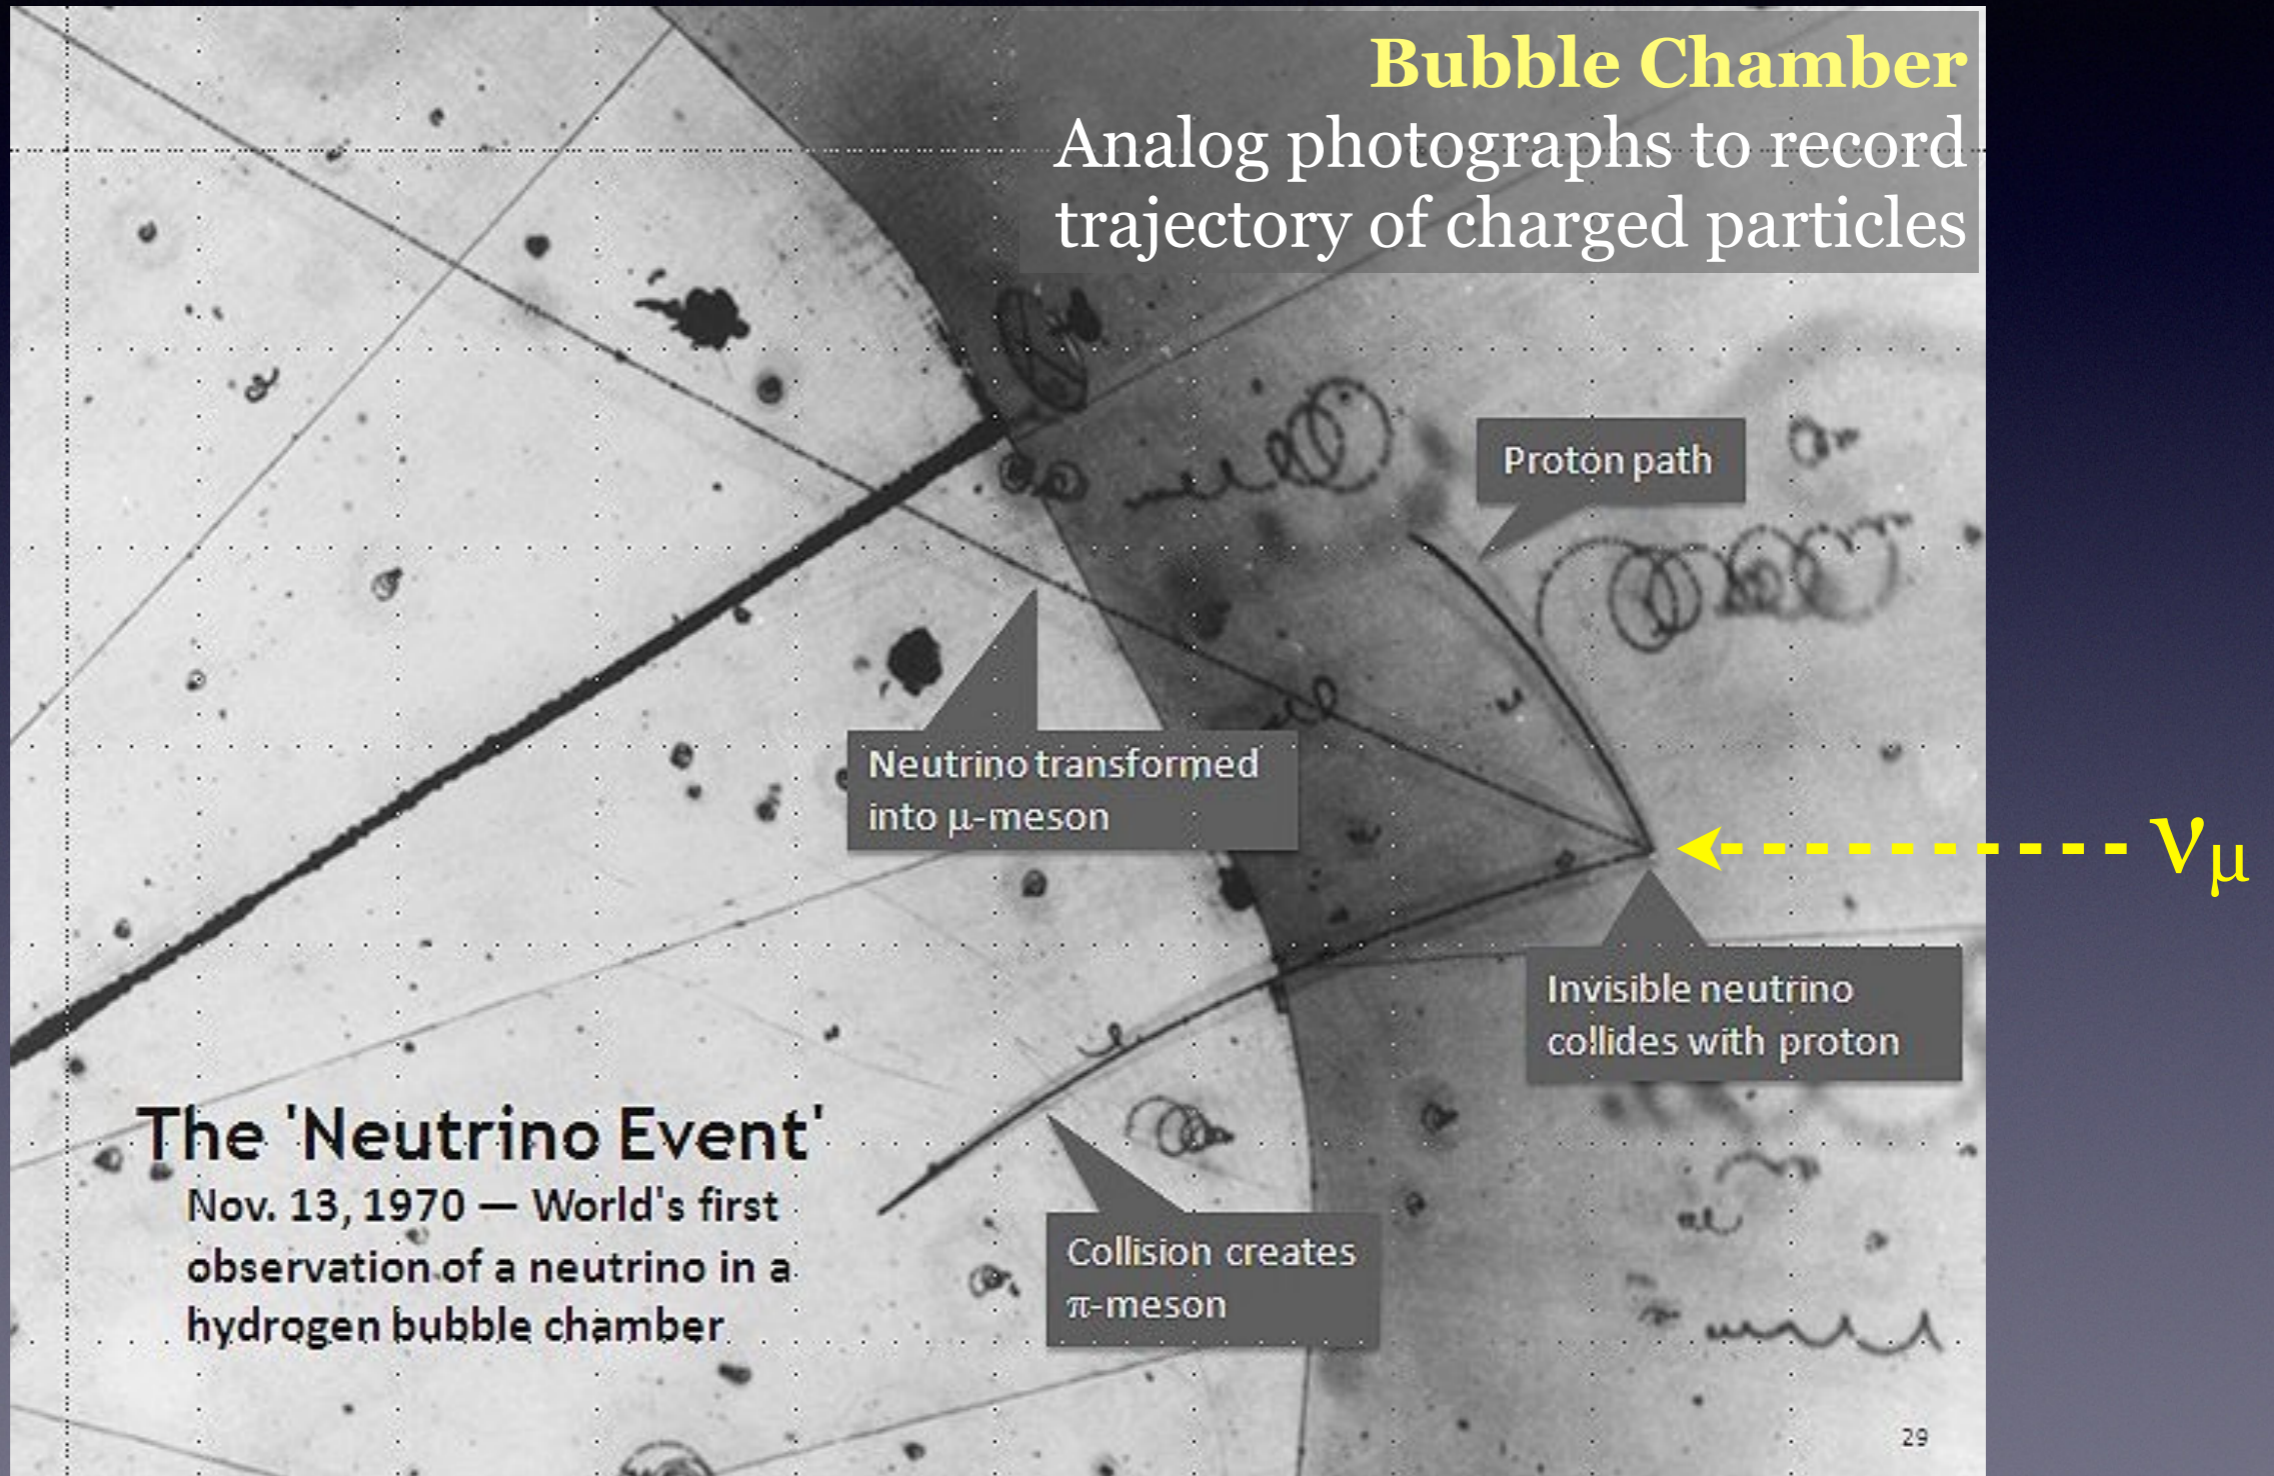 Bubble Chamber
Analog photographs to record
trajectory of charged particles
Proton path
Neutrino transformed
into μ-meson
νμ
Invisible neutrino
collides with proton
The 'Neutrino Event'
Nov. 13, 1970 — World's first
observation of a neutrino in a
hydrogen bubble chamber
Collision creates
π-meson
29